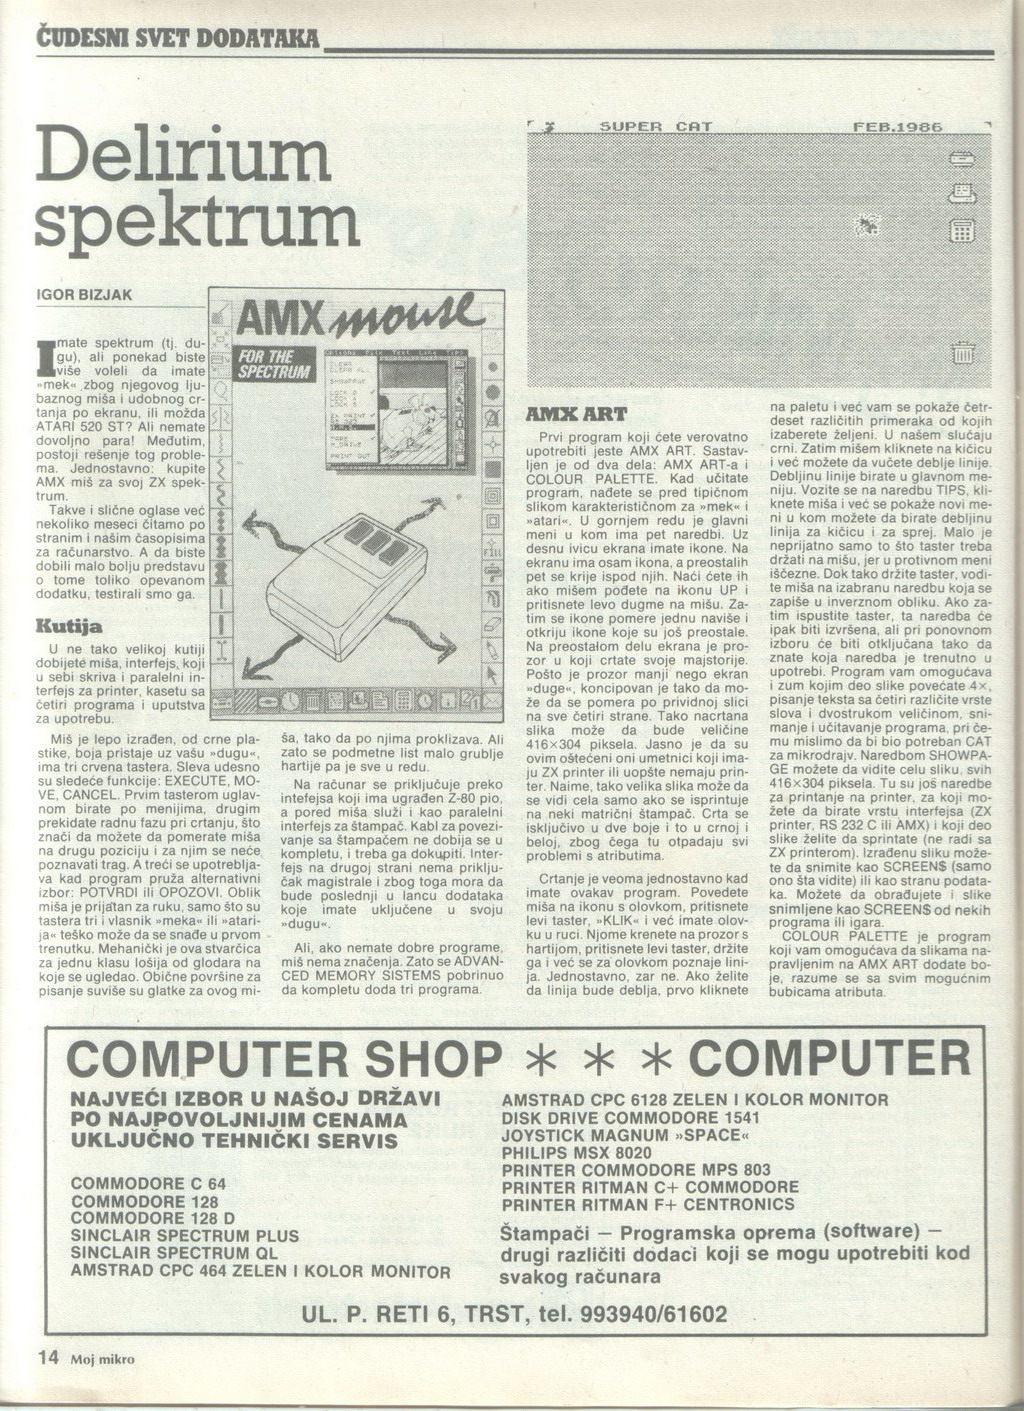 ČUDESNI SVET DODATAKA
Delirium
spektrum
IGOR BIZJAK
Imate spektrum (tj. du-
gu), ali ponekad biste
više voleli da imate
»mek« zbog njegovog lju-
baznog miša i udobnog cr-
tanja po ekranu, ili možda
ATARI 520 ST? Ali nemate
dovoljno para! Međutim,
postoji rešenje tog proble-
ma. Jednostavno: kupite
AMX miš za svoj ZX spek-
trum.
Takve i slične oglase već
nekoliko meseci čitamo po
stranim i našim časopisima
za računarstvo. A da biste
dobili malo bolju predstavu
o tome toliko opevanom
dodatku, testirali smo ga.
Kutija
U ne tako velikoj kutiji
dobijete miša, interfejs, koji
u sebi skriva i paralelni in-
terfejs za printer, kasetu sa
četiri programa i uputstva
za upotrebu.
Miš je lepo izrađen, od crne pla-
stike, boja pristaje uz vašu »dugu«,
ima tri crvena tastera. Sleva udesno
su sledeće funkcije: EXECUTE, MO-
VE, CANCEL. Prvim tasterom uglav-
nom birate po menijima, drugim
prekidate radnu fazu pri crtanju, što
znači da možete da pomerate miša
na drugu poziciju i za njim se neće
poznavati trag. A treći se upotreblja-
va kad program pruža alternativni
izbor: POTVRDI ili OPOZOVI. Oblik
miša je prijatan za ruku, samo što su
tastera tri i vlasnik »meka« ili »atari-
ja« teško može da se snađe u prvom
trenutku. Mehanički je ova stvarčica
za jednu klasu lošija od glodara na
koje se ugledao. Obične površine za
pisanje suviše su glatke za ovog mi-
AMX mouse
FOR THE
SPECTRUM
CLEAR
CLEAR ALL
SHOWPAGE
TAPE
PRINT OUT
fill
ša, tako da po njima proklizava. Ali
zato se podmetne list malo grublje
hartije pa je sve u redu.
Na računar se priključuje preko
intefejsa koji ima ugrađen Z-80 pio,
a pored miša služi i kao paralelni
interfejs za štampač. Kabl za povezi-
vanje sa štampačem ne dobija se u
kompletu, i treba ga dokupiti. Inter-
fejs na drugoj strani nema priklju-
čak magistrale i zbog toga mora da
bude poslednji u lancu dodataka
koje imate uključene u svoju
»dugu«.
Ali, ako nemate dobre programe,
miš nema značenja. Zato se ADVAN-
CED MEMORY SISTEMS pobrinuo
da kompletu doda tri programa.
SUPER CAT FEB.1986
AMX ART
Prvi program koji ćete verovatno
upotrebiti jeste AMX ART. Sastav-
ljen je od dva dela: AMX ART-a i
COLOUR PALETTE. Kad učitate
program, nađete se pred tipičnom
slikom karakterističnom za »mek« i
»atari«. U gornjem redu je glavni
meni u kom ima pet naredbi. Uz
desnu ivicu ekrana imate ikone. Na
ekranu ima osam ikona, a preostalih
pet se krije ispod njih. Naći ćete ih
ako mišem pođete na ikonu UP i
pritisnete levo dugme na mišu. Za-
tim se ikone pomere jednu naviše i
otkriju ikone koje su još preostale.
Na preostalom delu ekrana je pro-
zor u koji crtate svoje majstorije.
Pošto je prozor manji nego ekran
»duge«, koncipovan je tako da mo-
že da se pomera po prividnoj slici
na sve četiri strane. Tako nacrtana
slika može da bude veličine
416×304 piksela. Jasno je da su
ovim oštećeni oni umetnici koji ima-
ju ZX printer ili uopšte nemaju prin-
ter. Naime, tako velika slika može da
se vidi cela samo ako se isprintuje
na neki matrični štampač. Crta se
isključivo u dve boje i to u crnoj i
beloj, zbog čega tu otpadaju svi
problemi s atributima.
Crtanje je veoma jednostavno kad
imate ovakav program. Povedete
miša na ikonu s olovkom, pritisnete
levi taster, »KLIK« i već imate olov-
ku u ruci. Njome krenete na prozor s
hartijom, pritisnete levi taster, držite
ga i već se za olovkom poznaje lini-
ja. Jednostavno, zar ne. Ako želite
da linija bude deblja, prvo kliknete
na paletu i već vam se pokaže četr-
deset različitih primeraka od kojih
izaberete željeni. U našem slučaju
crni. Zatim mišem kliknete na kičicu
i već možete da vučete deblje linije.
Debljinu linije birate u glavnom me-
niju. Vozite se na naredbu TIPS, kli-
knete miša i već se pokaže novi me-
ni u kom možete da birate debljinu
linija za kičicu i za sprej. Malo je
neprijatno samo to što taster treba
držati na mišu, jer u protivnom meni
iščezne. Dok tako držite taster, vodi-
te miša na izabranu naredbu koja se
zapiše u inverznom obliku. Ako za-
tim ispustite taster, ta naredba će
ipak biti izvršena, ali pri ponovnom
izboru će biti otključana tako da
znate koja naredba je trenutno u
upotrebi. Program vam omogućava
i zum kojim deo slike povećate 4×,
pisanje teksta sa četiri različite vrste
slova i dvostrukom veličinom, sni-
manje i učitavanje programa, pri če-
mu mislimo da bi bio potreban CAT
za mikrodrajv. Naredbom SHOWPA-
GE možete da vidite celu sliku, svih
416×304 piksela. Tu su još naredbe
za printanje na printer, za koji mo-
žete da birate vrstu interfejsa (ZX
printer, RS 232 C ili AMX) i koji deo
slike želite da sprintate (ne radi sa
ZX printerom). Izrađenu sliku može-
te da snimite kao SCREEN$ (samo
ono šta vidite) ili kao stranu podata-
ka. Možete da obrađujete i slike
snimljene kao SCREEN$ od nekih
programa ili igara.
COLOUR PALETTE je program
koji vam omogućava da slikama na-
pravljenim na AMX ART dodate bo-
je, razume se sa svim mogućnim
bubicama atributa.
COMPUTER SHOP * * * COMPUTER
NAJVEĆI IZBOR U NAŠOJ DRŽAVI
PO NAJPOVOLJNIJIM CENAMA
UKLJUČNO TEHNIČKI SERVIS
COMMODORE C 64
COMMODORE 128
COMMODORE 128 D
SINCLAIR SPECTRUM PLUS
SINCLAIR SPECTRUM QL
AMSTRAD CPC 464 ZELEN I KOLOR MONITOR
AMSTRAD CPC 6128 ZELEN I KOLOR MONITOR
DISK DRIVE COMMODORE 1541
JOYSTICK MAGNUM »SPACE«
PHILIPS MSX 8020
PRINTER COMMODORE MPS 803
PRINTER RITMAN C+ COMMODORE
PRINTER RITMAN F+ CENTRONICS
Štampači — Programska oprema (software) —
drugi različiti dodaci koji se mogu upotrebiti kod
svakog računara
UL. P. RETI 6, TRST, tel. 993940/61602
14 Moj mikro